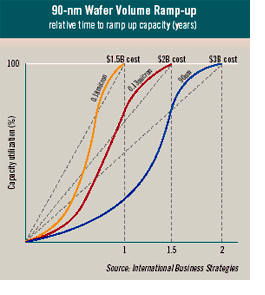 90-nm Wafer Volume Ramp-up
relative time to ramp up capacity (years)
$1.5B cost
$2B cost
$3B cost
100
0.18micron
0.13micron
90nm
Capacity utilization (%)
1
1.5
2
Source: International Business Strategies